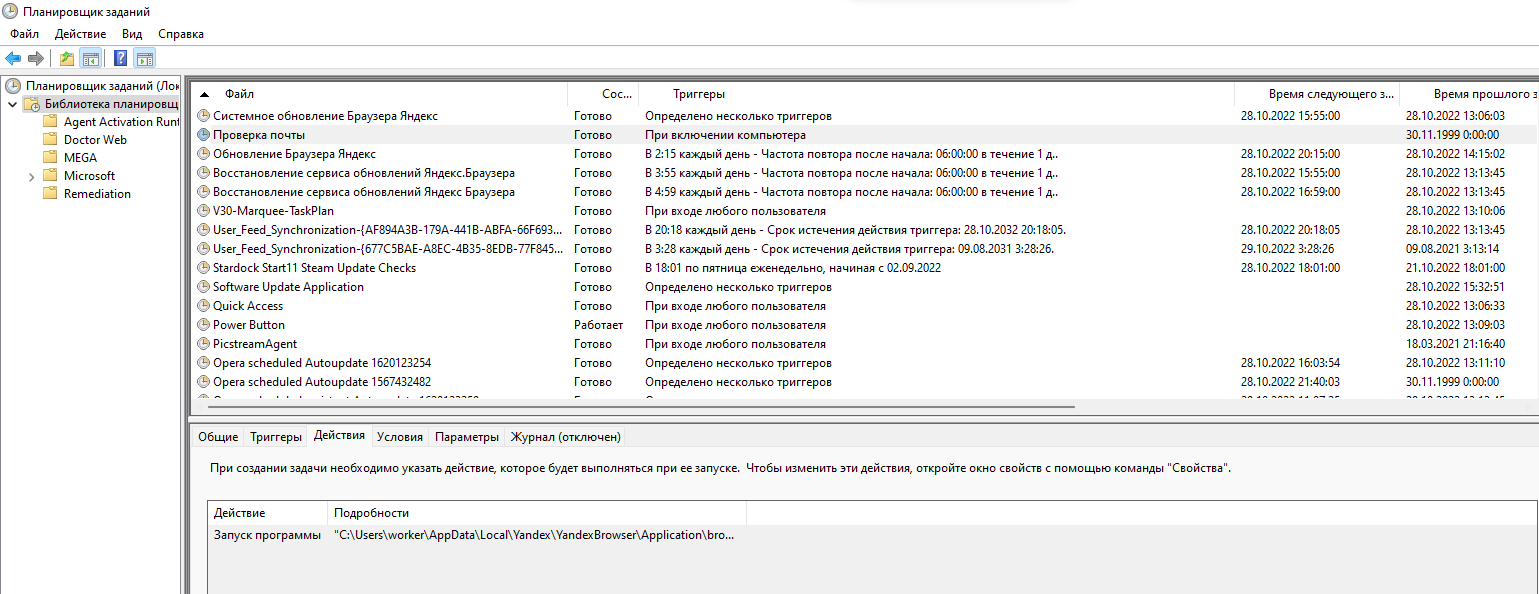 Планировщик заданий
Файл Действие Вид Справка
Планировщик заданий (Лок
Библиотека планировщ
Agent Activation Runt
Doctor Web
MEGA
Microsoft
Remediation
Файл Сос... Триггеры Время следующего з... Время прошлого з
Системное обновление Браузера Яндекс Готово Определено несколько триггеров 28.10.2022 15:55:00 28.10.2022 13:06:03
Проверка почты Готово При включении компьютера 30.11.1999 0:00:00
Обновление Браузера Яндекс Готово В 2:15 каждый день - Частота повтора после начала: 06:00:00 в течение 1 д.. 28.10.2022 20:15:00 28.10.2022 14:15:02
Восстановление сервиса обновлений Яндекс.Браузера Готово В 3:55 каждый день - Частота повтора после начала: 06:00:00 в течение 1 д.. 28.10.2022 15:55:00 28.10.2022 13:13:45
Восстановление сервиса обновлений Яндекс.Браузера Готово В 4:59 каждый день - Частота повтора после начала: 06:00:00 в течение 1 д.. 28.10.2022 16:59:00 28.10.2022 13:13:45
V30-Marquee-TaskPlan Готово При входе любого пользователя 28.10.2022 13:10:06
User_Feed_Synchronization-{AF894A3B-179A-441B-ABFA-66F693... Готово В 20:18 каждый день - Срок истечения действия триггера: 28.10.2032 20:18:05. 28.10.2022 20:18:05 28.10.2022 13:13:45
User_Feed_Synchronization-{677C5BAE-A8EC-4B35-8EDB-77F845... Готово В 3:28 каждый день - Срок истечения действия триггера: 09.08.2031 3:28:26. 29.10.2022 3:28:26 09.08.2021 3:13:14
Stardock Start11 Steam Update Checks Готово В 18:01 по пятница еженедельно, начиная с 02.09.2022 28.10.2022 18:01:00 21.10.2022 18:01:00
Software Update Application Готово Определено несколько триггеров 28.10.2022 15:32:51
Quick Access Готово При входе любого пользователя 28.10.2022 13:06:33
Power Button Работает При входе любого пользователя 28.10.2022 13:09:03
PicstreamAgent Готово При входе любого пользователя 18.03.2021 21:16:40
Opera scheduled Autoupdate 1620123254 Готово Определено несколько триггеров 28.10.2022 16:03:54 28.10.2022 13:11:10
Opera scheduled Autoupdate 1567432482 Готово Определено несколько триггеров 28.10.2022 21:40:03 30.11.1999 0:00:00
Общие Триггеры Действия Условия Параметры Журнал (отключен)
При создании задачи необходимо указать действие, которое будет выполняться при ее запуске. Чтобы изменить эти действия, откройте окно свойств с помощью команды "Свойства".
Действие Подробности
Запуск программы "C:\Users\worker\AppData\Local\Yandex\YandexBrowser\Application\bro...